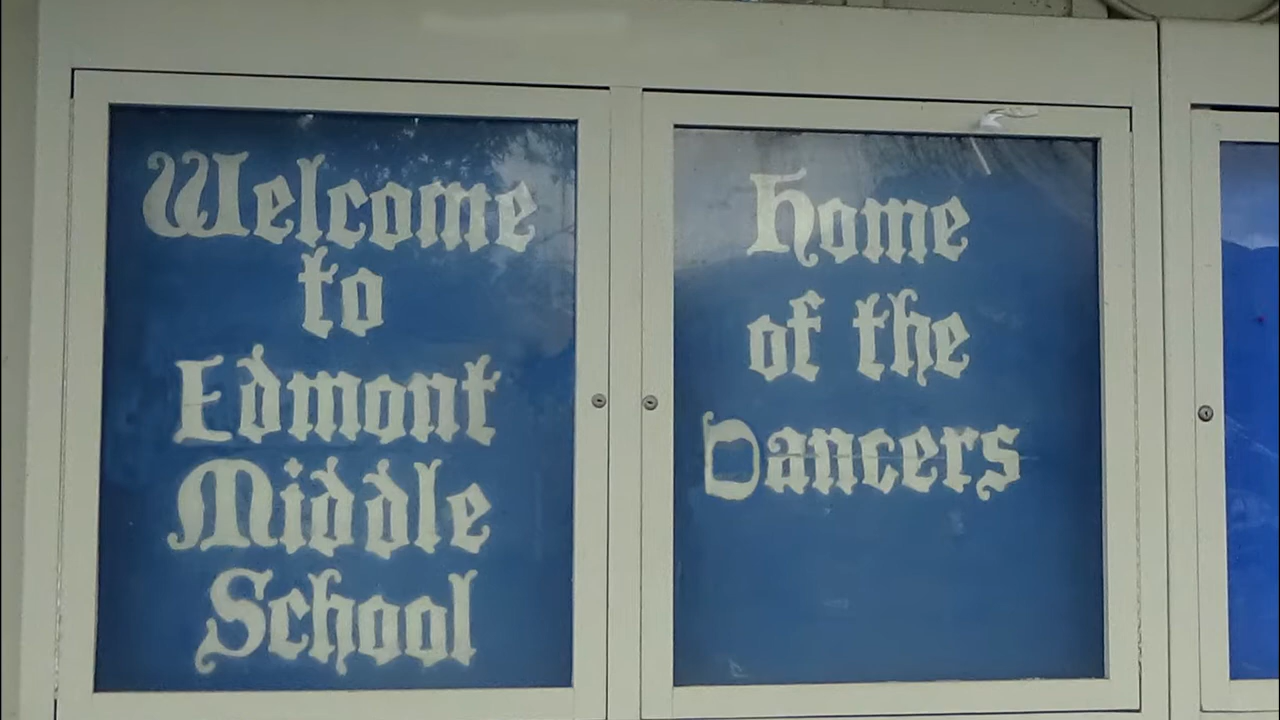 Welcome
to
Edmont
Middle
School
Home
of the
Dancers